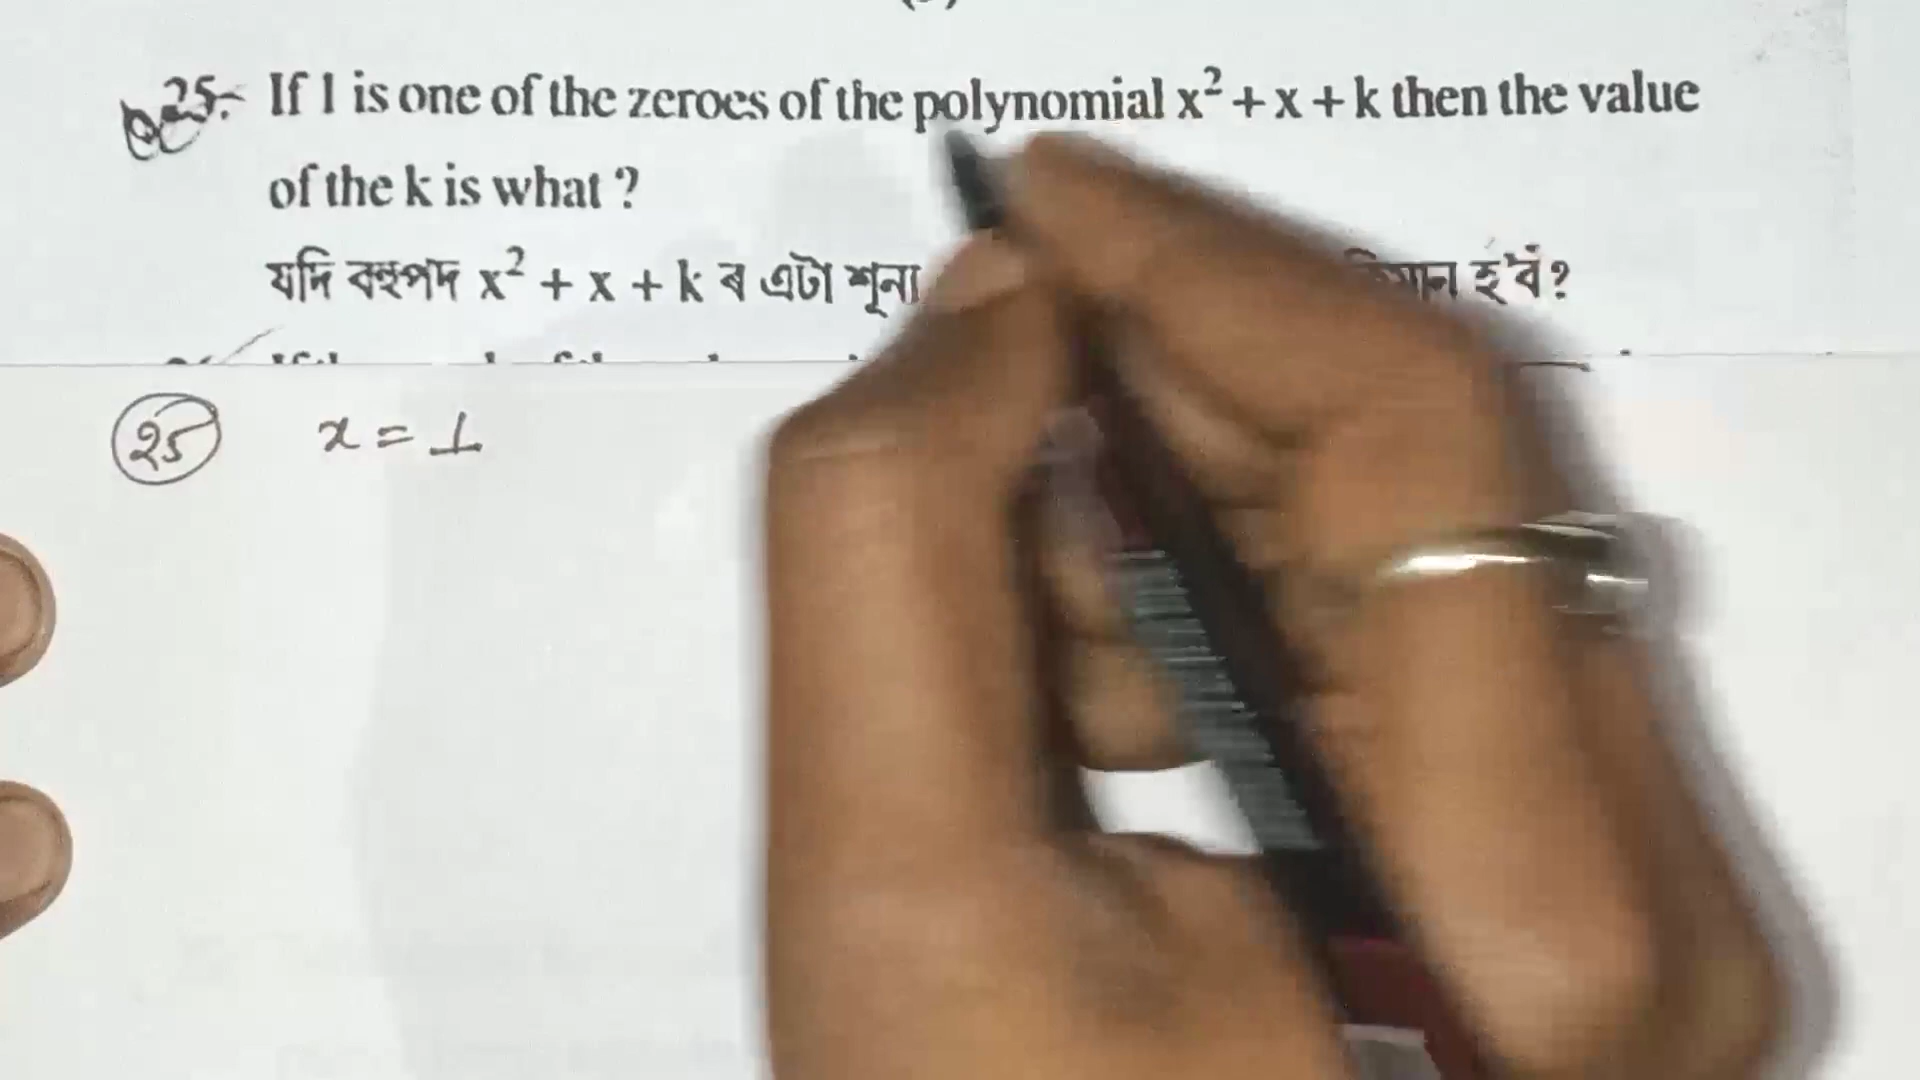 25. If 1 is one of the zeroes of the polynomial x² + x + k then the value
of the k is what ?
যদি বহুপদ x² + x + k ৰ এটা শূন্য হ'ব?
25 x = 1